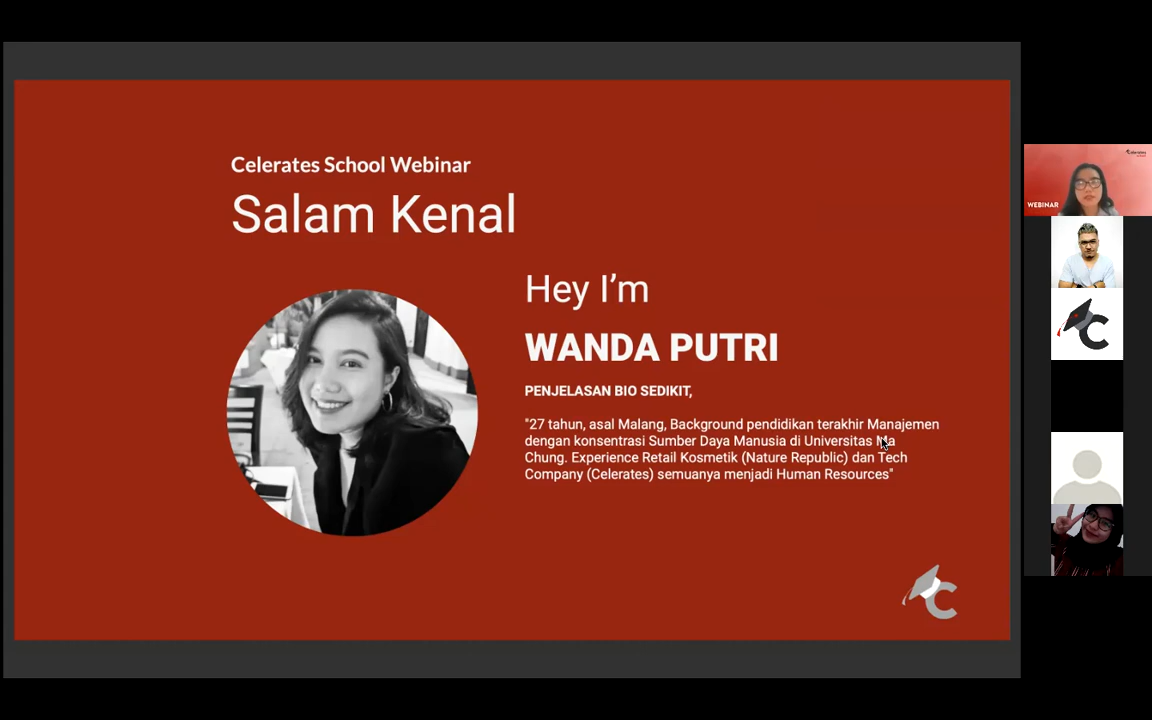 Celerates School Webinar
Salam Kenal
Hey I'm
WANDA PUTRI
PENJELASAN BIO SEDIKIT,
"27 tahun, asal Malang, Background pendidikan terakhir Manajemen
dengan konsentrasi Sumber Daya Manusia di Universitas Ma
Chung. Experience Retail Kosmetik (Nature Republic) dan Tech
Company (Celerates) semuanya menjadi Human Resources"
WEBINAR